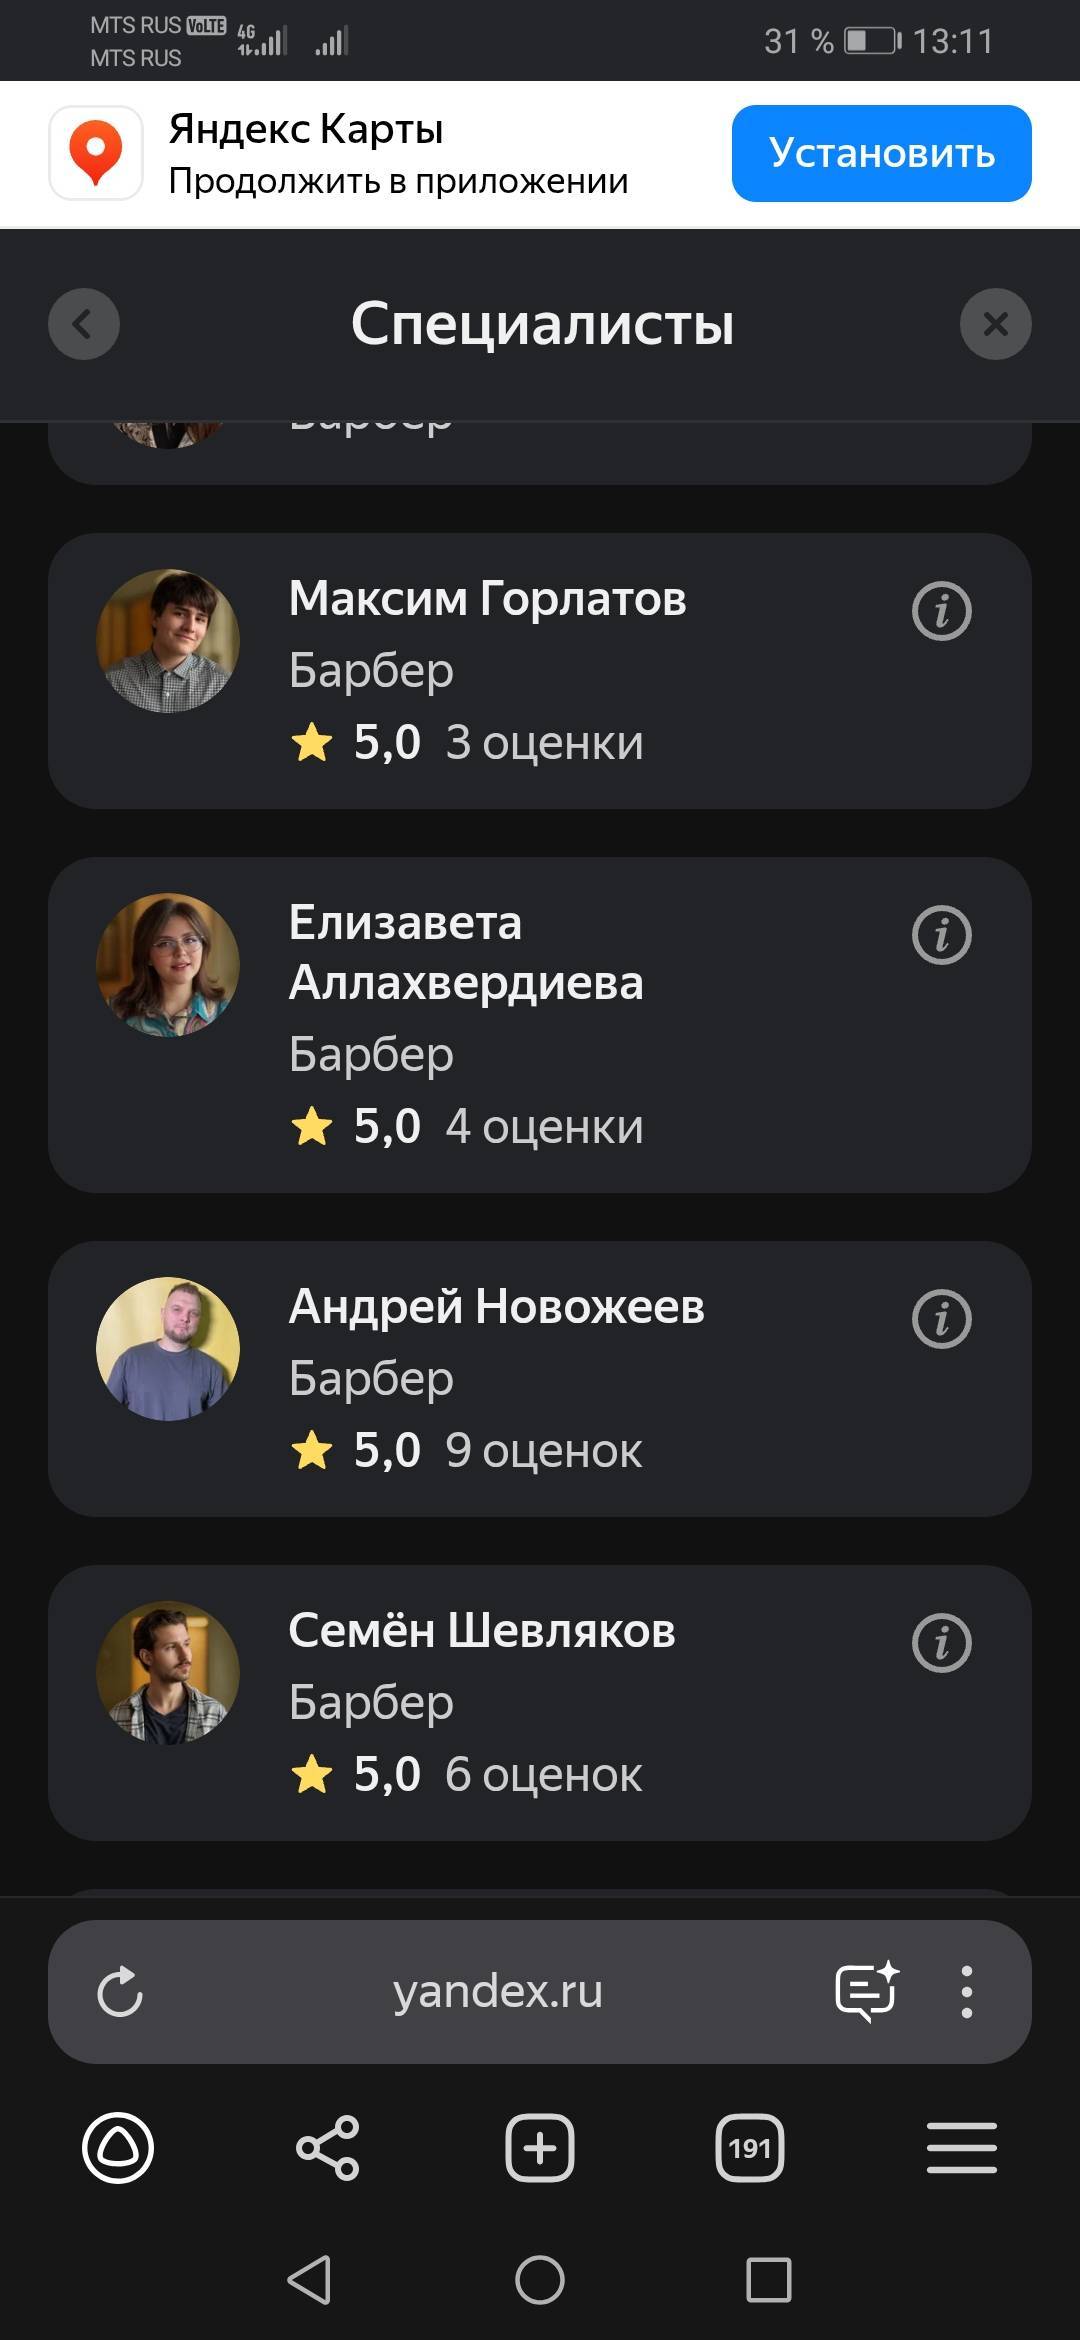 MTS RUS VoLTE 4G
MTS RUS
31 % 13:11
Яндекс Карты
Продолжить в приложении
Установить
Специалисты
Барбер
Максим Горлатов
Барбер
5,0 3 оценки
Елизавета
Аллахвердиева
Барбер
5,0 4 оценки
Андрей Новожеев
Барбер
5,0 9 оценок
Семён Шевляков
Барбер
5,0 6 оценок
yandex.ru
191